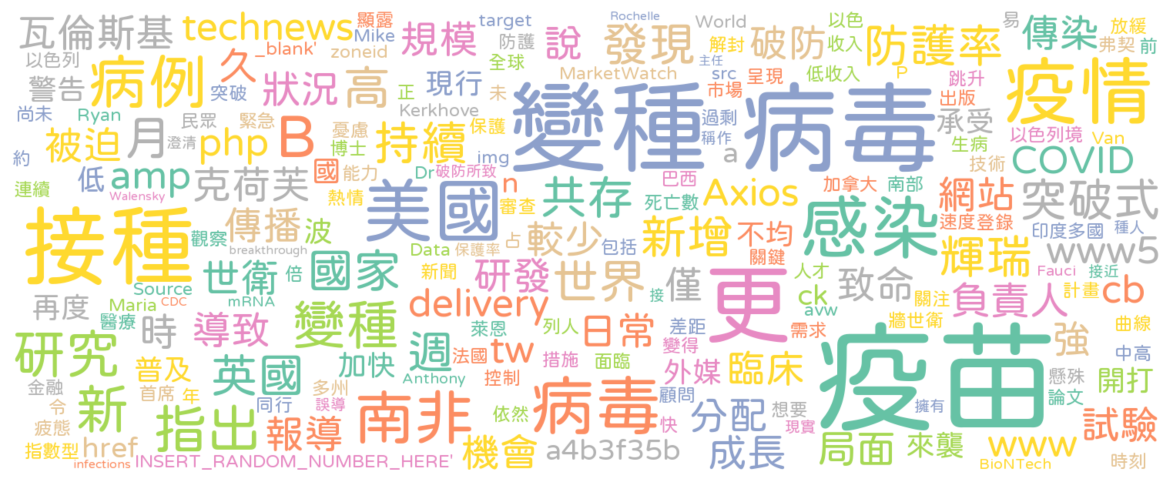 瓦倫斯基
technews
_blank'
顯露
Mike
規模
target
防護
全球
說
發現
Rochelle
World
解封
破防
主任
以色
收入
低收入
防護率
P
易
傳染
放緩
弗契
前
以色列
警告
病例
突破
久
zoneid
狀況
高
現行
正
MarketWatch
未
src
市場
呈現
跳升
出版
疫情
尚未
Ryan
民眾
緊急
憂慮
Kerkhove
保護
變種
病毒
過剩
稱作
承受
生病
以色列境
Van
技術
約
被迫
月
澄清
php
B
博士
持續
img
a
COVID
連續
低
amp
克荷芙
國
能力
熱情
Dr
破防所致
美國
n
審查
共存
巴西
死亡數
Axios
加拿大
南部
網站
速度登錄
突破式
印度多國
種人
Walensky
接種
傳播
觀察
波
breakthrough
Data
保護率
占
較少
包括
新增
不均
關鍵
感染
www5
世衛
倍
國家
新聞
研發
世界
接
僅
人才
致命
輝瑞
Fauci
接近
計畫
Source
CDC
mRNA
Maria
再度
時
醫療
導致
變種
delivery
萊恩
列人
日常
差距
更
ck
avw
關注
負責人
cb
需求
牆世衛
曲線
研究
普及
英國
加快
週
法國
tw
措施
面臨
變得
外媒
臨床
疫苗
強
中高
金融
新
首席
年
同行
多州
誤導
Anthony
控制
依然
病毒
顧問
快
分配
想要
現實
擁有
懸殊
論文
開打
令
疲態
指數型
href
指出
報導
南非
機會
a4b3f35b
成長
局面
來襲
www
BioNTech
試驗
時刻
infections
INSERT_RANDOM_NUMBER_HERE'